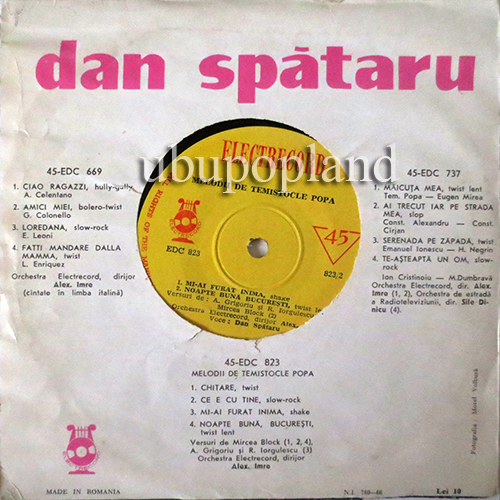 dan spătaru
ubupopland
ELECTRECORD
MELODII DE TEMISTOCLE POPA
EDC 823
45
823/2
1. MI-AI FURAT INIMA, shake
2. NOAPTE BUNĂ BUCUREȘTI, twist lent
Versuri de: A. Grigoriu și R. Iorgulescu
Mircea Block (2)
Orchestra Electrecord, dirijor Alex.
Voce: Dan Spătaru
45-EDC 669
1. CIAO RAGAZZI, hully-gully
A. Celentano
2. AMICI MIEI, bolero-twist
G. Colonello
3. LOREDANA, slow-rock
E. Leoni
4. FATTI MANDARE DALLA
MAMMA, twist
L. Enriquez
Orchestra Electrecord, dirijor
Alex. Imre
(cîntate în limba italiană)
45-EDC 737
1. MĂICUȚA MEA, twist lent
Tem. Popa — Eugen Mirea
2. AI TRECUT IAR PE STRADA
MEA, slop
Const. Alexandru — Const.
Cîrjan
3. SERENADA PE ZĂPADĂ, twist
Emanuel Ionescu — H. Negrin
4. TE-AȘTEAPTĂ UN OM, slow-
rock
Ion Cristinoiu — M.Dumbravă
Orchestra Electrecord, dir. Alex.
Imre (1, 2), Orchestra de estradă
a Radioteleviziunii, dir. Sile Di-
nicu (4).
45-EDC 823
MELODII DE TEMISTOCLE POPA
1. CHITARE, twist
2. CE E CU TINE, slow-rock
3. MI-AI FURAT INIMA, shake
4. NOAPTE BUNĂ, BUCUREȘTI,
twist lent
Versuri de Mircea Block (1, 2, 4),
A. Grigoriu și R. Iorgulescu (3)
Orchestra Electrecord, dirijor
Alex. Imre
Fotografia: Marcel Voltuză
MADE IN ROMANIA
N.I. 769-68
Lei 10